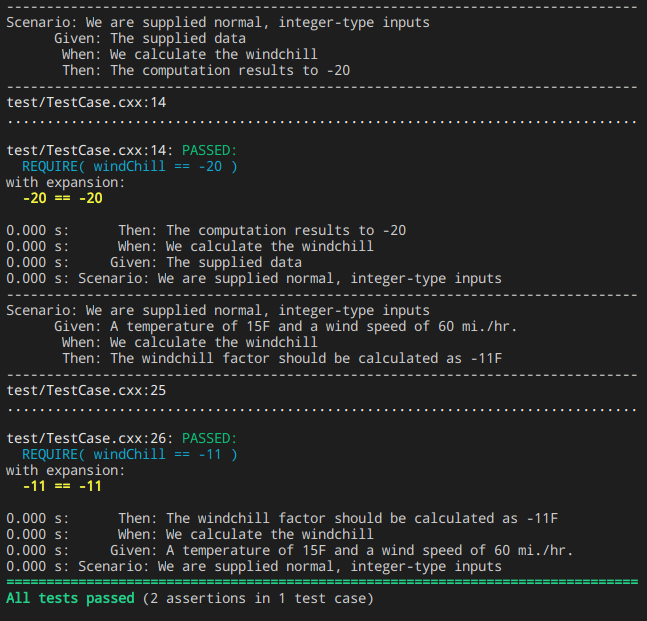 -------------------------------------------------------------------------------
Scenario: We are supplied normal, integer-type inputs
      Given: The supplied data
       When: We calculate the windchill
       Then: The computation results to -20
-------------------------------------------------------------------------------
test/TestCase.cxx:14
...............................................................................

test/TestCase.cxx:14: PASSED:
  REQUIRE( windChill == -20 )
with expansion:
  -20 == -20

0.000 s:      Then: The computation results to -20
0.000 s:      When: We calculate the windchill
0.000 s:     Given: The supplied data
0.000 s: Scenario: We are supplied normal, integer-type inputs
-------------------------------------------------------------------------------
Scenario: We are supplied normal, integer-type inputs
      Given: A temperature of 15F and a wind speed of 60 mi./hr.
       When: We calculate the windchill
       Then: The windchill factor should be calculated as -11F
-------------------------------------------------------------------------------
test/TestCase.cxx:25
...............................................................................

test/TestCase.cxx:26: PASSED:
  REQUIRE( windChill == -11 )
with expansion:
  -11 == -11

0.000 s:      Then: The windchill factor should be calculated as -11F
0.000 s:      When: We calculate the windchill
0.000 s:     Given: A temperature of 15F and a wind speed of 60 mi./hr.
0.000 s: Scenario: We are supplied normal, integer-type inputs
===============================================================================
All tests passed (2 assertions in 1 test case)